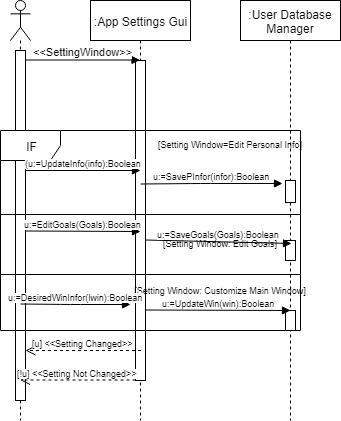 :App Settings Gui
:User Database
Manager
<<SettingWindow>>
IF
[Setting Window=Edit Personal Info]
(u:=UpdateInfo(info):Boolean
u:=SavePInfor(infor):Boolean
u:=EditGoals(Goals):Boolean
u:=SaveGoals(Goals):Boolean
[Setting Window: Edit Goals]
[Setting Window: Customize Main Window]
u:=DesiredWinInfor(Iwin):Boolean
u:=UpdateWin(win):Boolean
[u] <<Setting Changed>>
[!u] <<Setting Not Changed>>